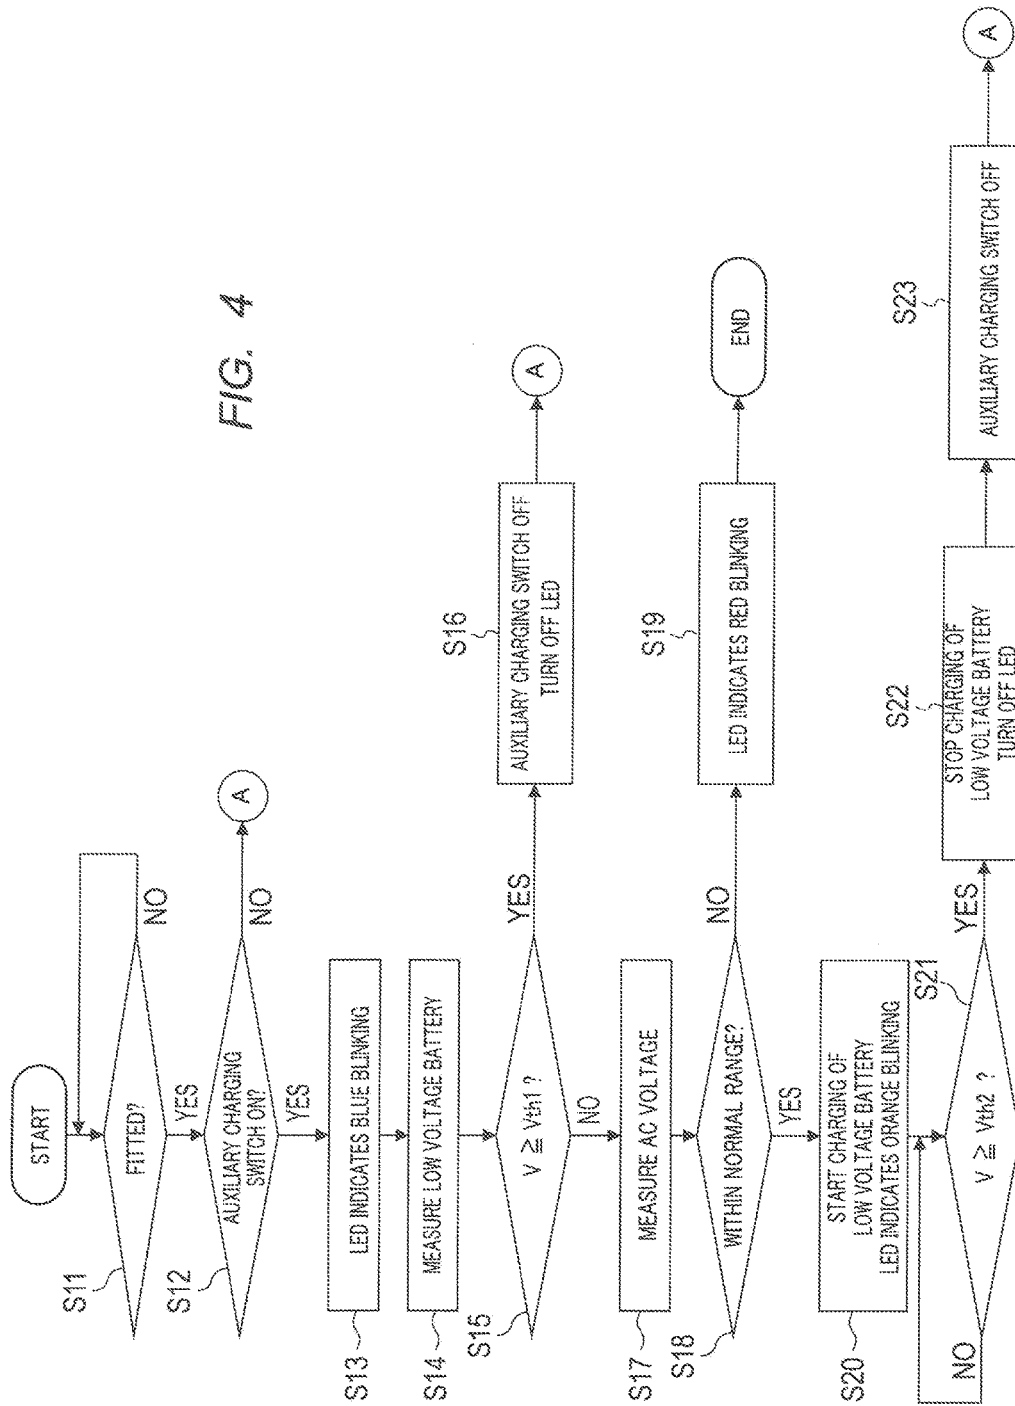 FIG. 4
START
S11
FITTED?
NO
YES
S12
AUXILIARY CHARGING
SWITCH ON?
NO
A
YES
S13
LED INDICATES BLUE BLINKING
S14
MEASURE LOW VOLTAGE BATTERY
S15
V ≧ Vth1 ?
YES
S16
AUXILIARY CHARGING SWITCH OFF
TURN OFF LED
A
NO
S17
MEASURE AC VOLTAGE
S18
WITHIN NORMAL RANGE?
NO
S19
LED INDICATES RED BLINKING
END
YES
S20
START CHARGING OF
LOW VOLTAGE BATTERY
LED INDICATES ORANGE BLINKING
S21
V ≧ Vth2 ?
NO
YES
S22
STOP CHARGING OF
LOW VOLTAGE BATTERY
TURN OFF LED
S23
AUXILIARY CHARGING SWITCH OFF
A